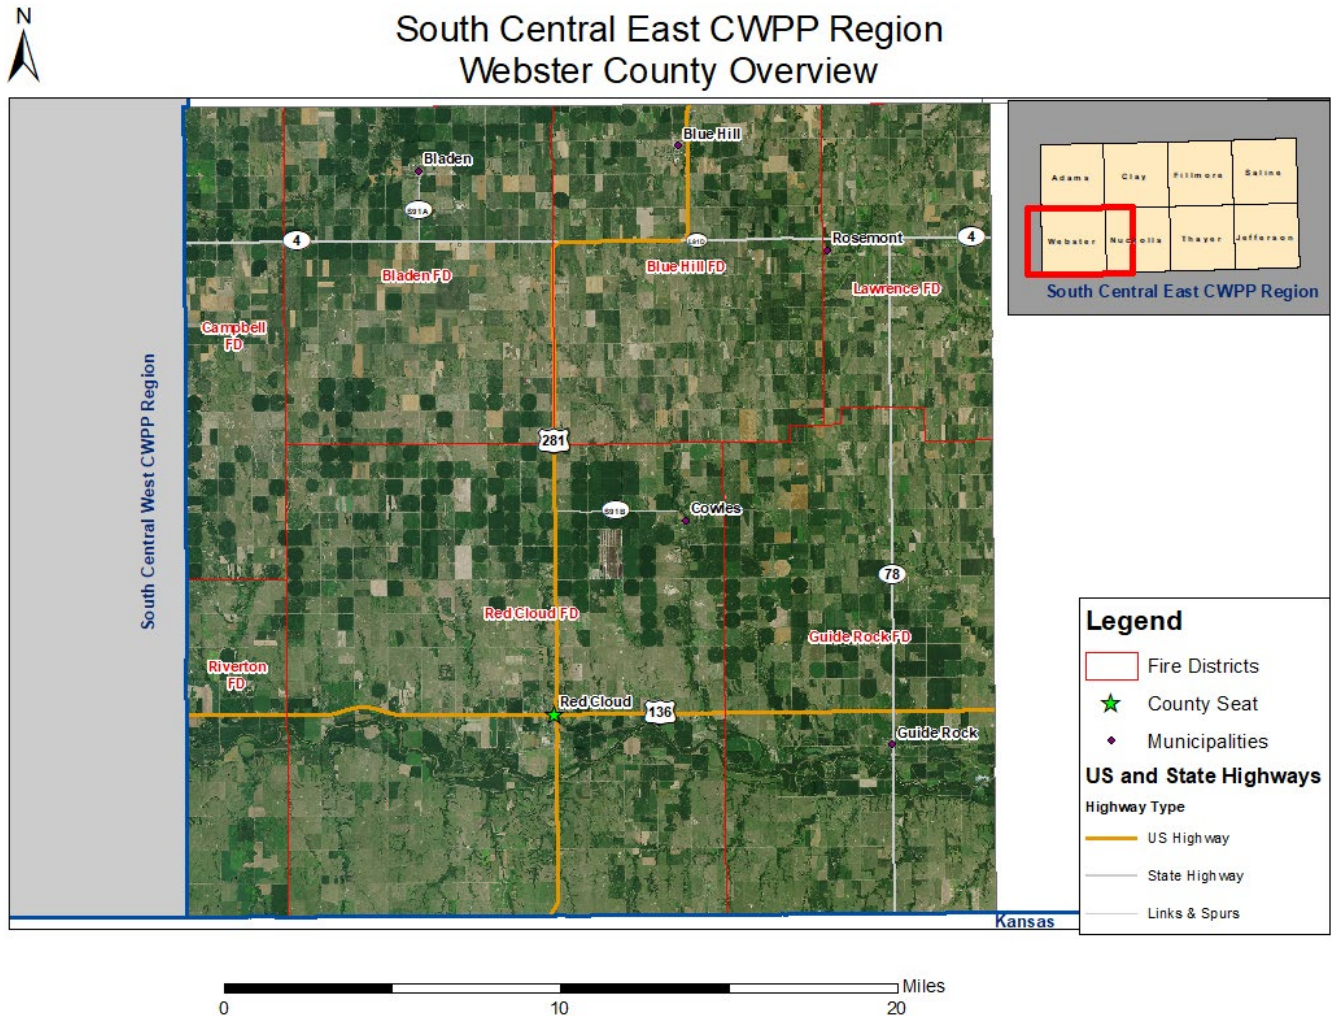 N
South Central East CWPP Region
Webster County Overview
Blue Hill
Bladen
S91A
4
L91D
Rosemont
4
Bladen FD
Blue Hill FD
Lawrence FD
Campbell
FD
South Central West CWPP Region
281
S91B
Cowles
78
Red Cloud FD
Guide Rock FD
Riverton
FD
Red Cloud
136
Guide Rock
Kansas
Adams
Clay
Fillmore
Saline
Webster
Nuckolls
Thayer
Jefferson
South Central East CWPP Region
Legend
Fire Districts
County Seat
Municipalities
US and State Highways
Highway Type
US Highway
State Highway
Links & Spurs
Miles
0
10
20